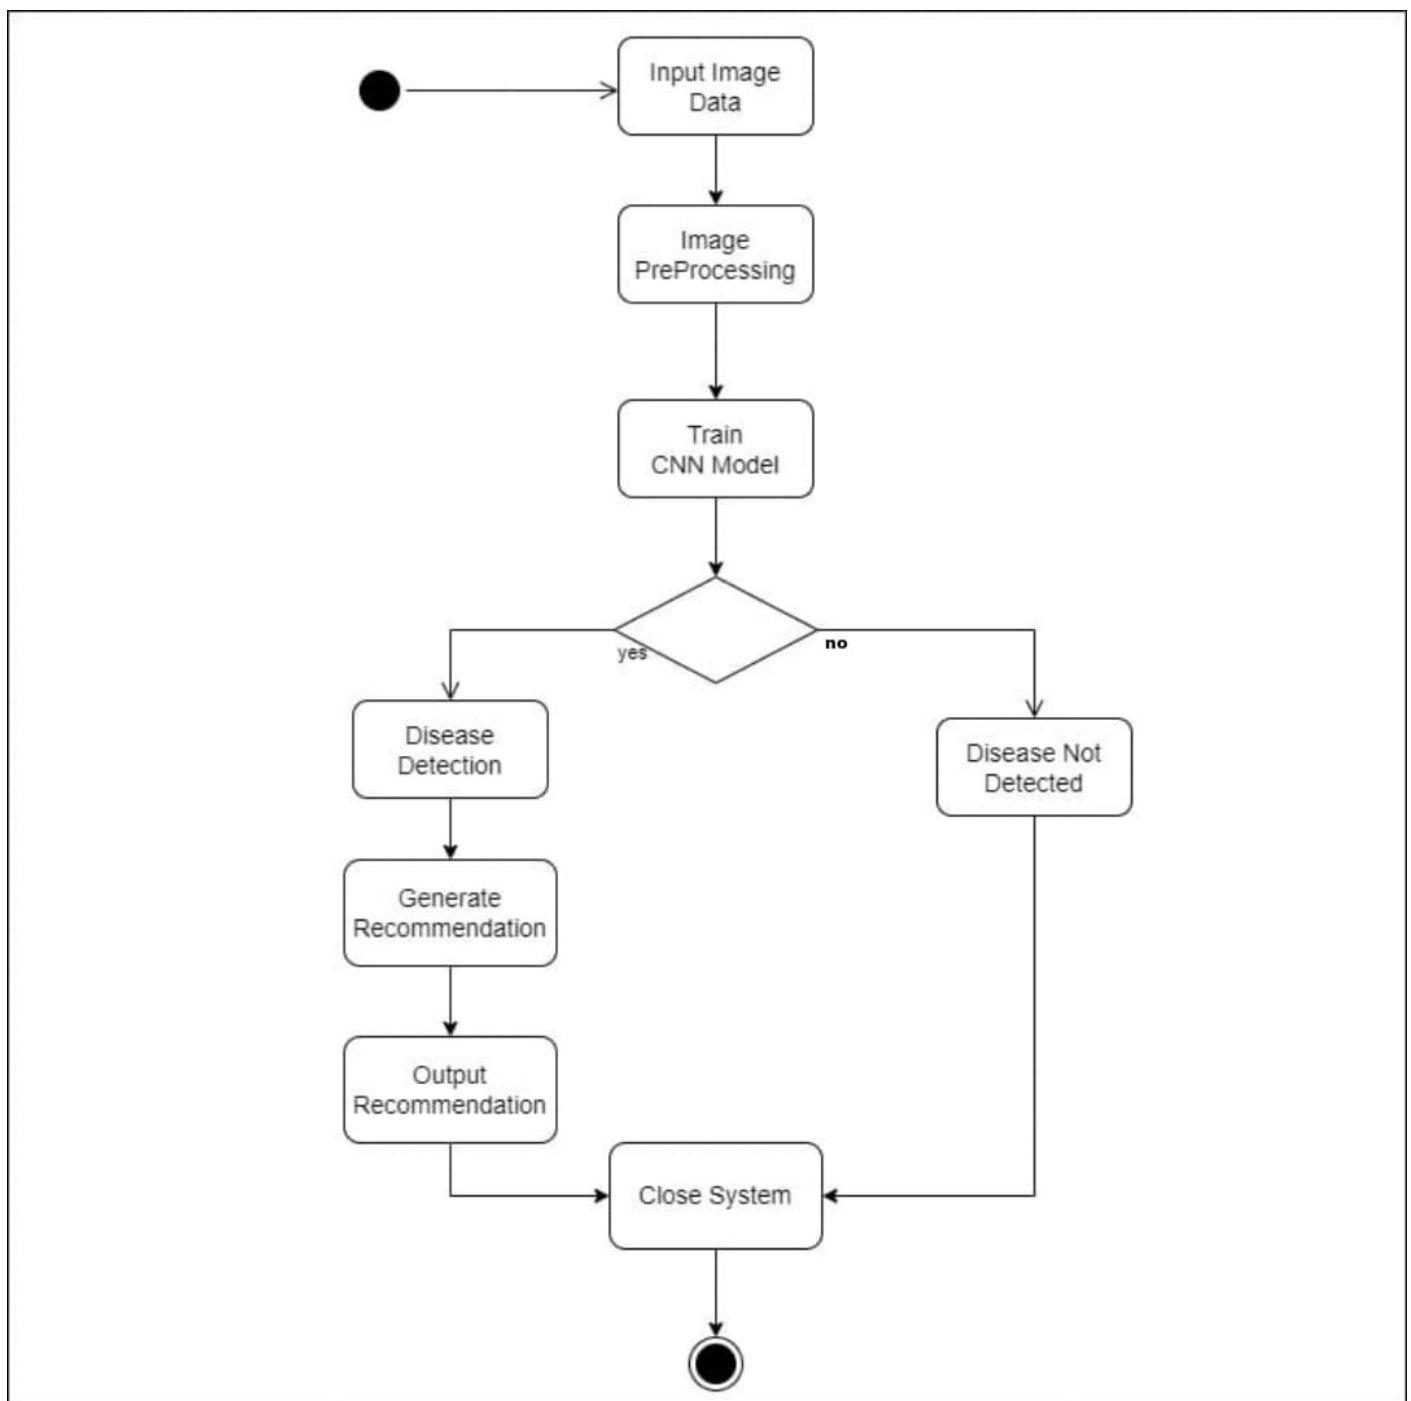 Input Image
Data
Image
PreProcessing
Train
CNN Model
yes
no
Disease
Detection
Disease Not
Detected
Generate
Recommendation
Output
Recommendation
Close System